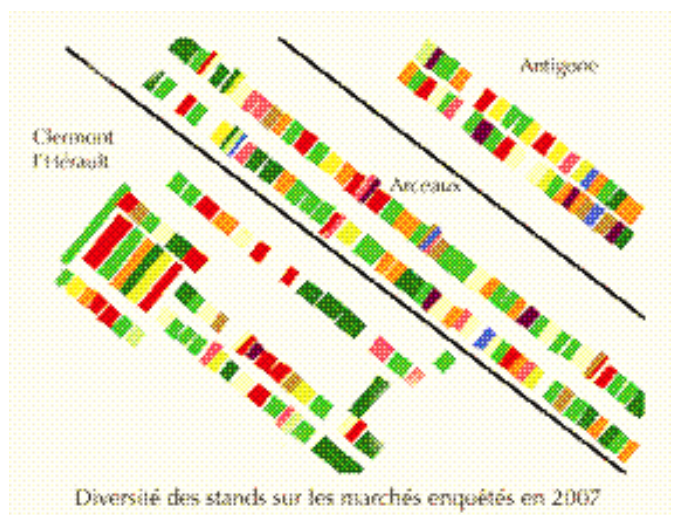 Antigone
Clermont
l'Hérault
Arceaux
Diversité des stands sur les marchés enquêtés en 2007